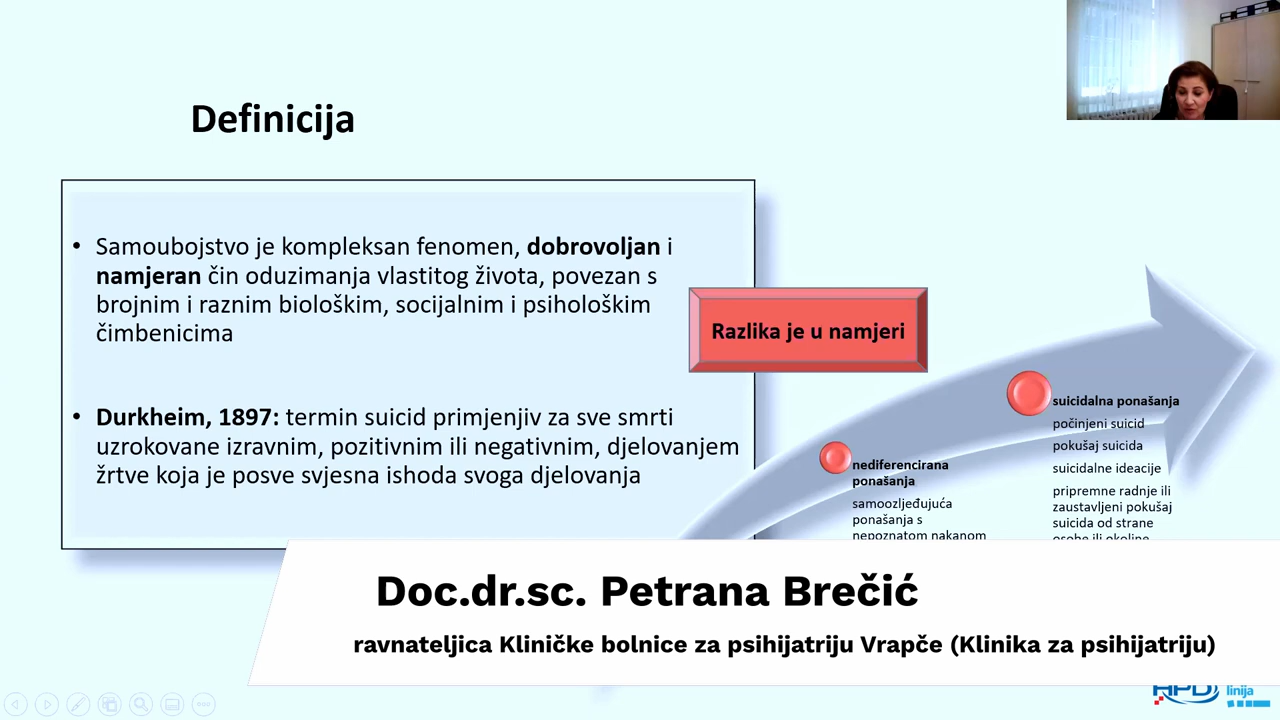 Definicija
• Samoubojstvo je kompleksan fenomen, dobrovoljan i
namjeran čin oduzimanja vlastitog života, povezan s
brojnim i raznim biološkim, socijalnim i psihološkim
čimbenicima
• Durkheim, 1897: termin suicid primjenjiv za sve smrti
uzrokovane izravnim, pozitivnim ili negativnim, djelovanjem
žrtve koja je posve svjesna ishoda svoga djelovanja
Razlika je u namjeri
nediferencirana
ponašanja
samoozljeđujuća
ponašanja s
nepoznatom nakanom
suicidalna ponašanja
počinjeni suicid
pokušaj suicida
suicidalne ideacije
pripremne radnje ili
zaustavljeni pokušaj
suicida od strane
osobe ili okoline
Doc.dr.sc. Petrana Brečić
ravnateljica Kliničke bolnice za psihijatriju Vrapče (Klinika za psihijatriju)
HPD
linija